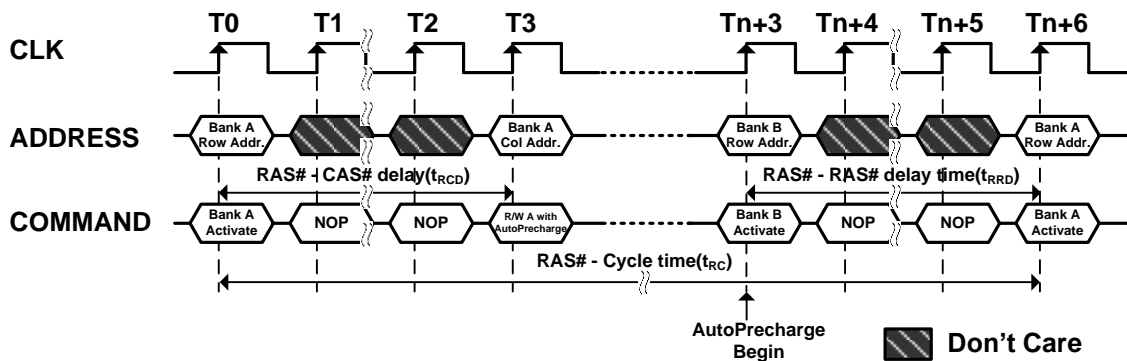 T0 T1 T2 T3 Tn+3 Tn+4 Tn+5 Tn+6
CLK
ADDRESS
Bank A
Row Addr.
Bank A
Col Addr.
Bank B
Row Addr.
Bank A
Row Addr.
RAS# - CAS# delay(tRCD)
RAS# - RAS# delay time(tRRD)
COMMAND
Bank A
Activate
NOP
NOP
R/W A with
AutoPrecharge
Bank B
Activate
NOP
NOP
Bank A
Activate
RAS# - Cycle time(tRC)
AutoPrecharge
Begin
Don't Care